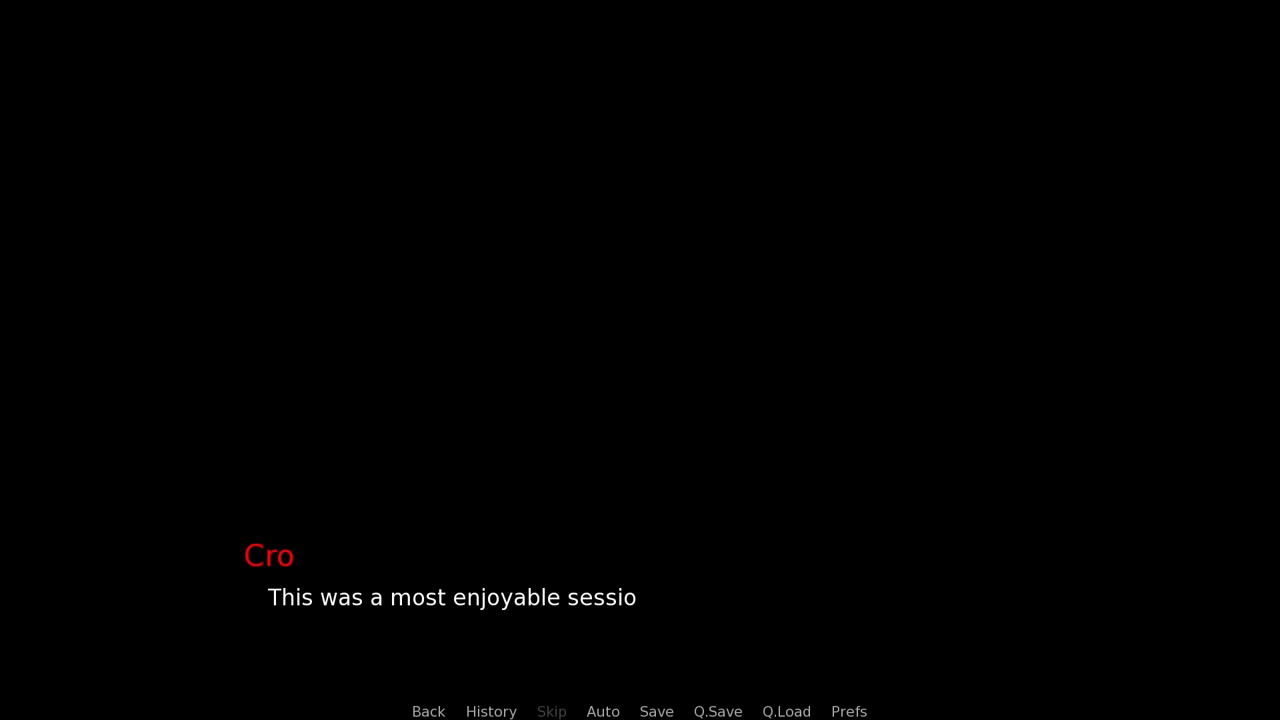 Cro
This was a most enjoyable sessio
Back History Skip Auto Save Q.Save Q.Load Prefs